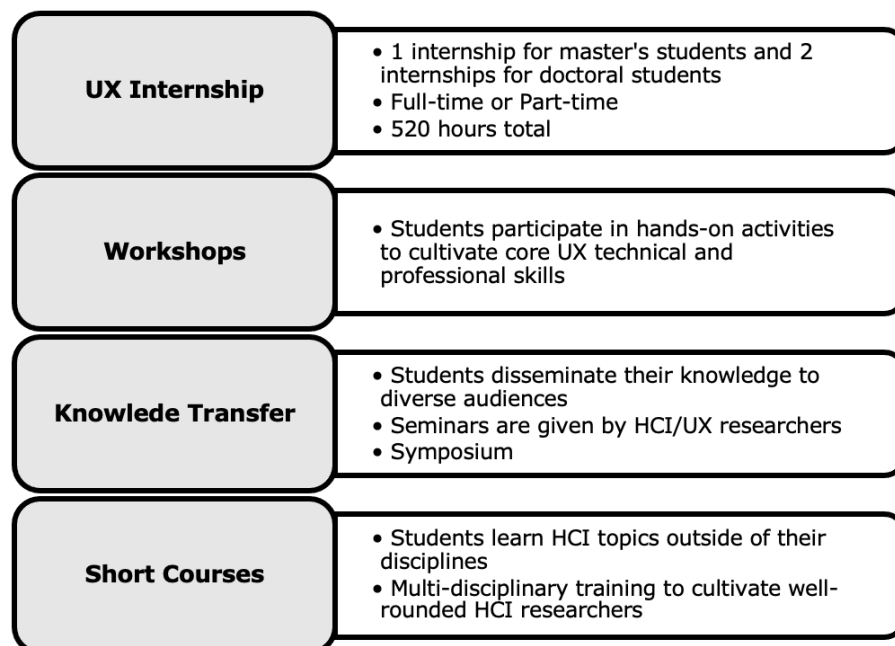 UX Internship
• 1 internship for master's students and 2
internships for doctoral students
• Full-time or Part-time
• 520 hours total
Workshops
• Students participate in hands-on activities
to cultivate core UX technical and
professional skills
Knowlede Transfer
• Students disseminate their knowledge to
diverse audiences
• Seminars are given by HCI/UX researchers
• Symposium
Short Courses
• Students learn HCI topics outside of their
disciplines
• Multi-disciplinary training to cultivate well-
rounded HCI researchers